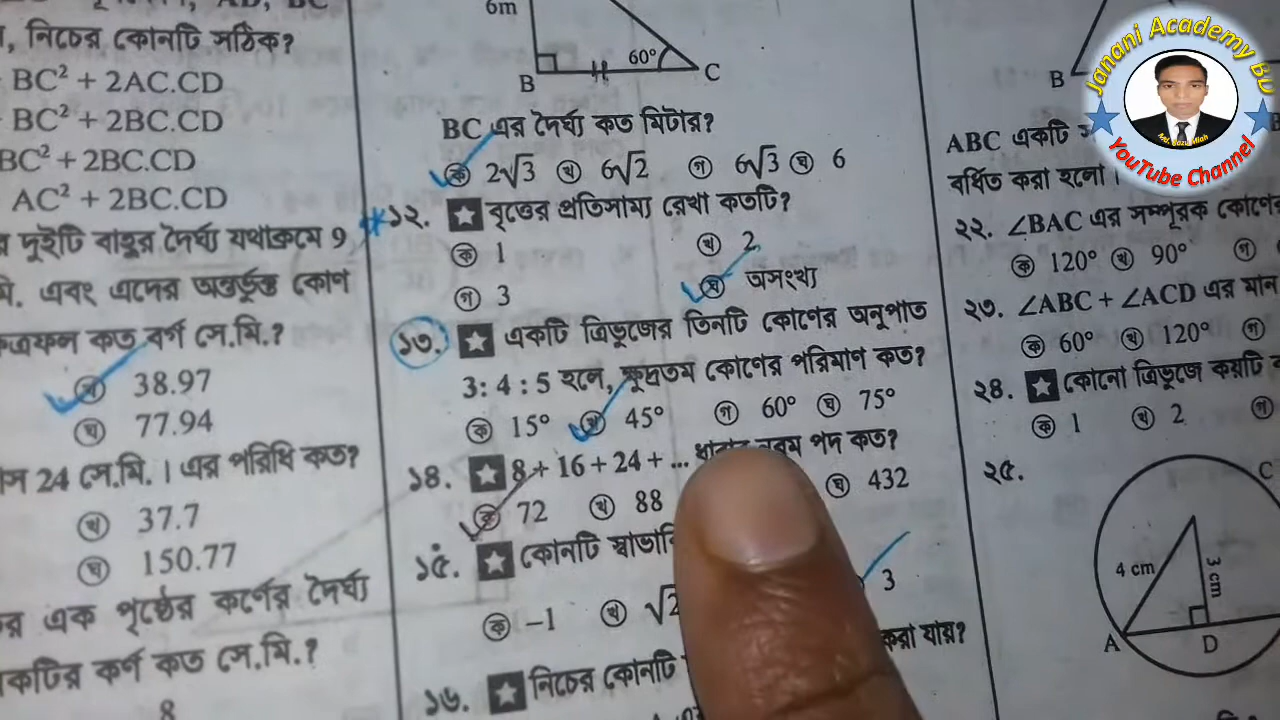 নিচের কোনটি সঠিক?
BC² + 2AC.CD
BC² + 2BC.CD
BC² + 2BC.CD
AC² + 2BC.CD
দুইটি বাহুর দৈর্ঘ্য যথাক্রমে 9
এবং এদের অন্তর্ভুক্ত কোণ
কত বর্গ সে.মি.?
38.97
ঘ 77.94
24 সে.মি. । এর পরিধি কত?
খ 37.7
ঘ 150.77
এক পৃষ্ঠের কর্ণের দৈর্ঘ্য
কর্ণ কত সে.মি.?
8
6m
60°
B
C
BC এর দৈর্ঘ্য কত মিটার?
ক 2√3 খ 6√2 গ 6√3 ঘ 6
১২. বৃত্তের প্রতিসাম্য রেখা কতটি?
ক 1 খ 2
গ 3 ঘ অসংখ্য
১৩. একটি ত্রিভুজের তিনটি কোণের অনুপাত
3: 4 : 5 হলে, ক্ষুদ্রতম কোণের পরিমাণ কত?
ক 15° খ 45° গ 60° ঘ 75°
১৪. 8 + 16 + 24 + ... ধারার নবম পদ কত?
ক 72 খ 88 ঘ 432
১৫. কোনটি
ক −1 খ 3
১৬. নিচের কোনটি করা যায়?
B
ABC একটি
বর্ধিত করা হলো।
২২. ∠BAC এর সম্পূরক কোণের
ক 120° খ 90° গ
২৩. ∠ABC + ∠ACD এর মান
ক 60° খ 120° গ
২৪. কোনো ত্রিভুজে কয়টি
ক 1 খ 2 গ
২৫.
C
4 cm
3 cm
A
D
Janani Academy BD
YouTube Channel